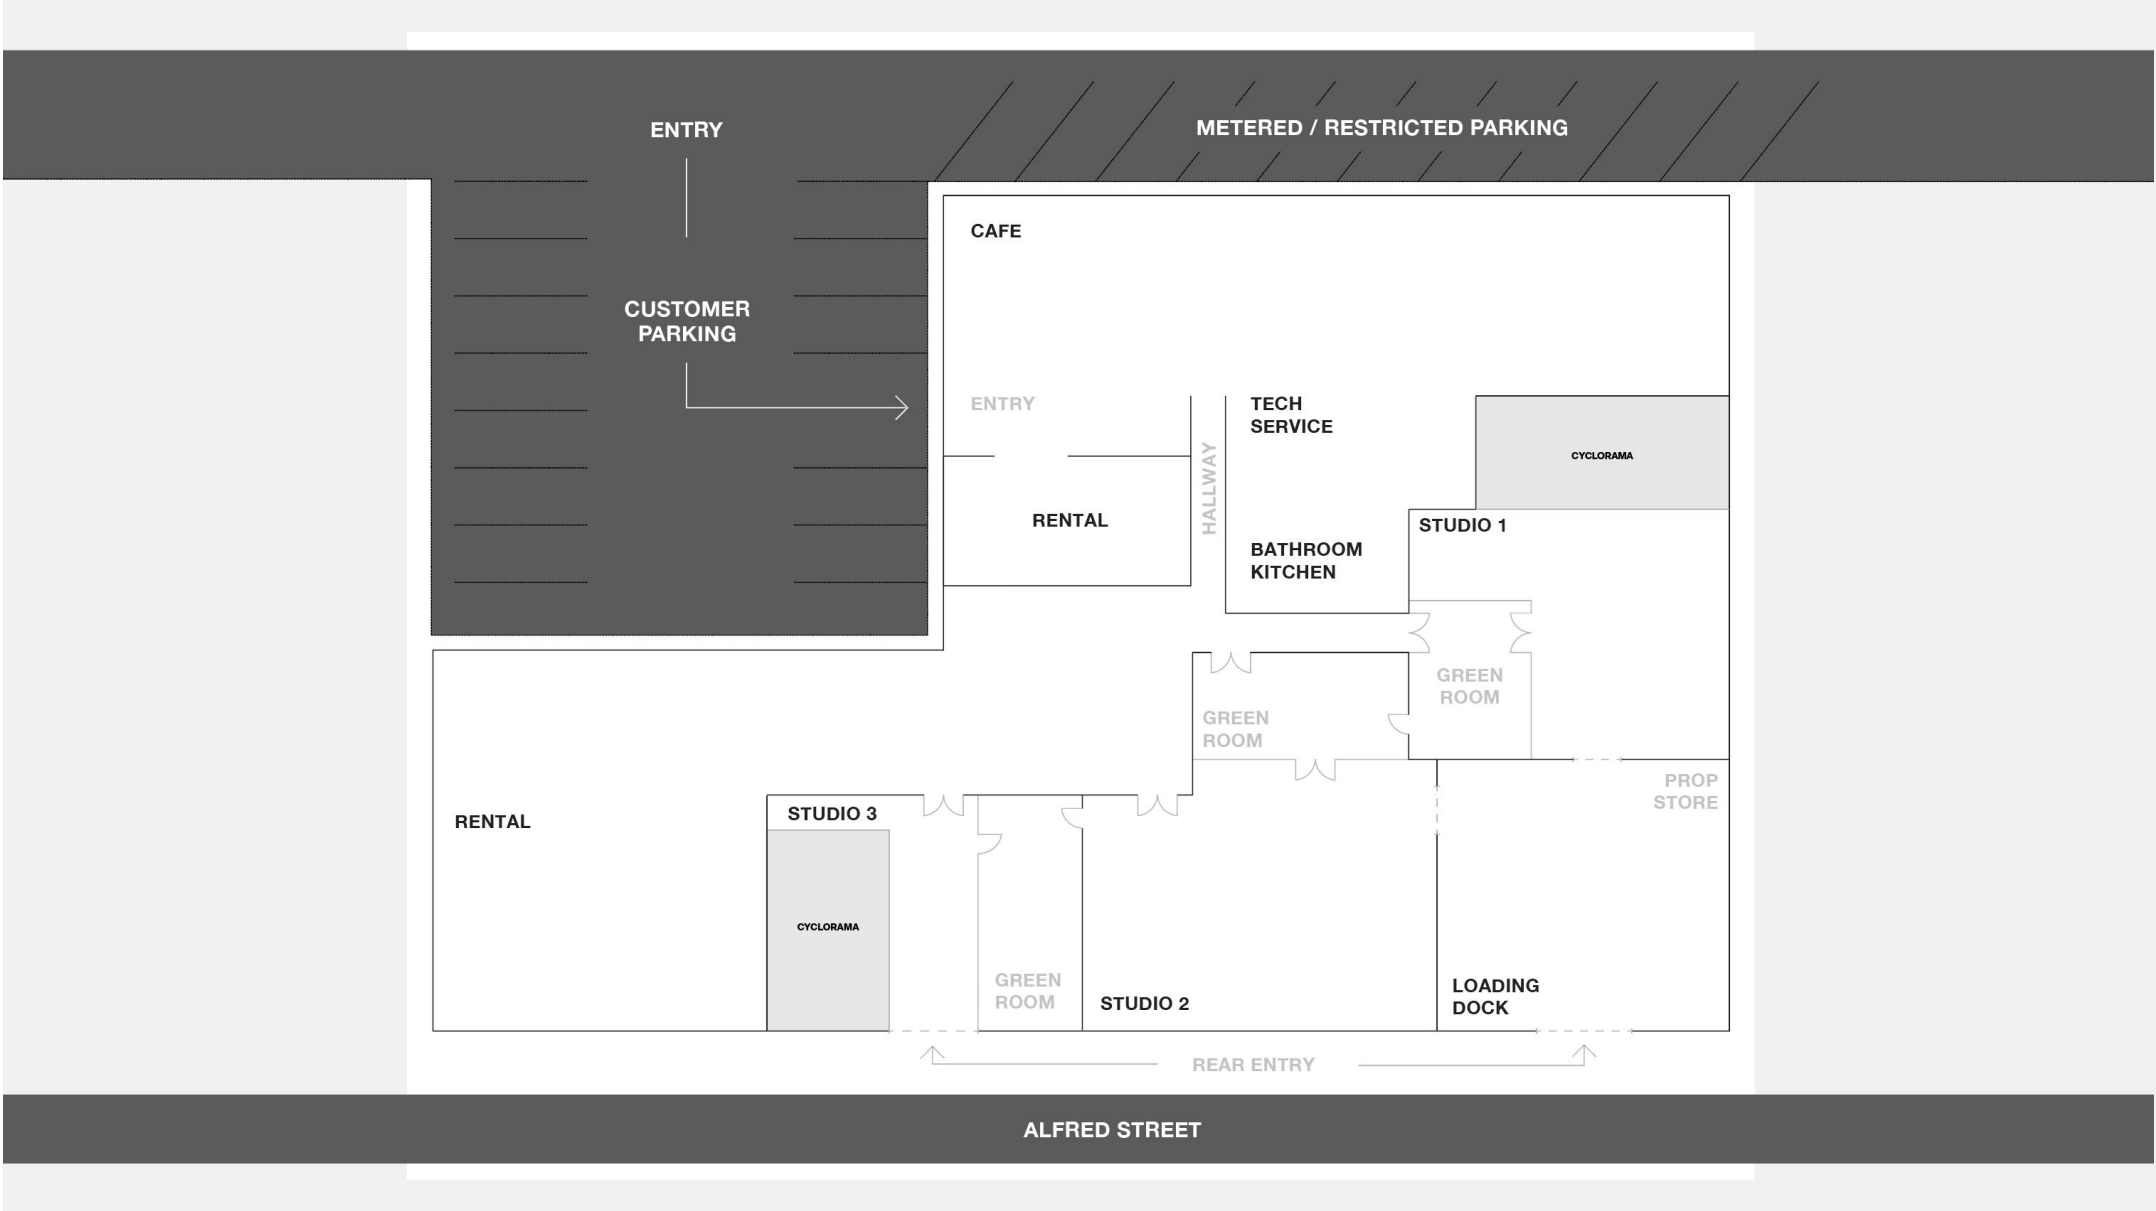 ENTRY
METERED / RESTRICTED PARKING
CUSTOMER
PARKING
CAFE
ENTRY
HALLWAY
TECH
SERVICE
CYCLORAMA
RENTAL
STUDIO 1
BATHROOM
KITCHEN
GREEN
ROOM
GREEN
ROOM
PROP
STORE
RENTAL
STUDIO 3
CYCLORAMA
GREEN
ROOM
STUDIO 2
LOADING
DOCK
REAR ENTRY
ALFRED STREET